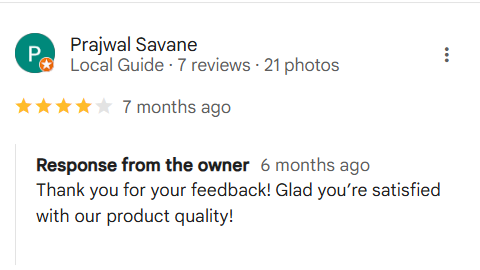 P
Prajwal Savane
Local Guide · 7 reviews · 21 photos
7 months ago
Response from the owner 6 months ago
Thank you for your feedback! Glad you’re satisfied
with our product quality!